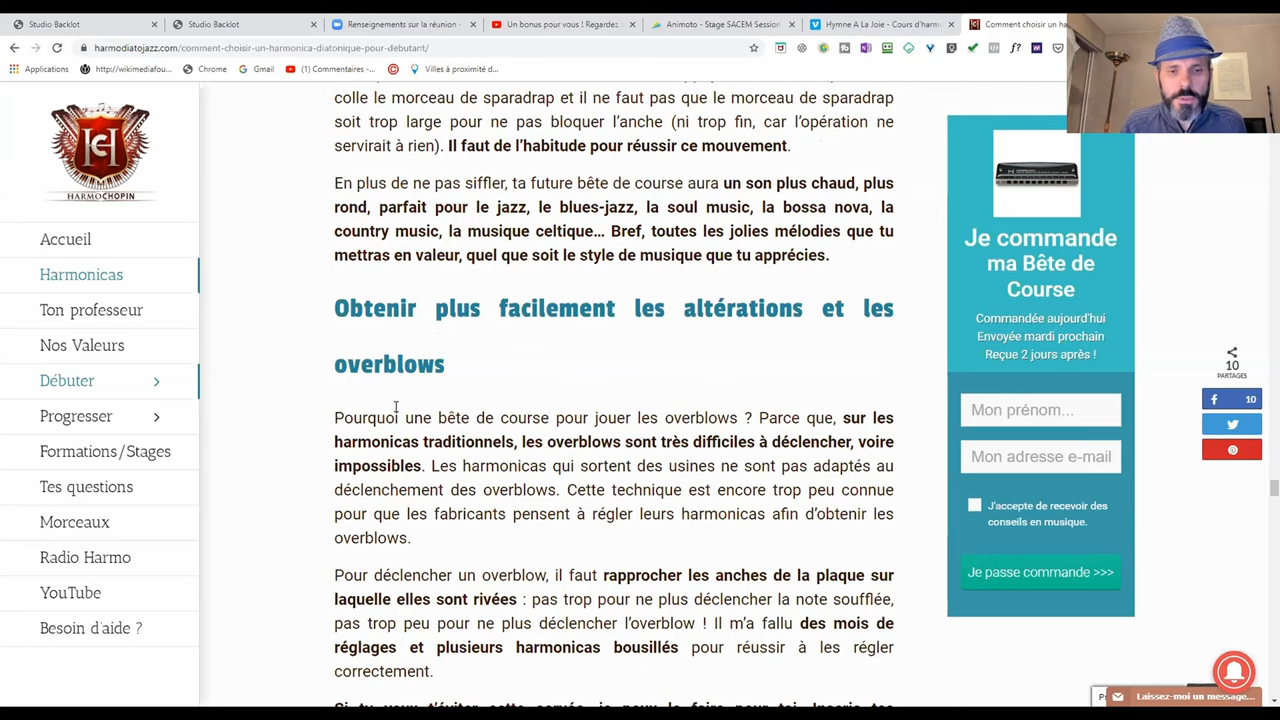 Studio Backlot
Studio Backlot
Renseignements sur la réunion -
Un bonus pour vous ! Regardez
Animoto - Stage SACEM Session
Hymne A La Joie - Cours d'harm
Comment choisir un h
harmodiatojazz.com/comment-choisir-un-harmonica-diatonique-pour-debutant/
Applications
http://wikimediafou...
Chrome
Gmail
(1) Commentaires -...
Villes à proximité d...
HC
HARMOCHOPIN
Accueil
Harmonicas
Ton professeur
Nos Valeurs
Débuter
Progresser
Formations/Stages
Tes questions
Morceaux
Radio Harmo
YouTube
Besoin d'aide ?
colle le morceau de sparadrap et il ne faut pas que le morceau de sparadrap
soit trop large pour ne pas bloquer l'anche (ni trop fin, car l'opération ne
servirait à rien). Il faut de l'habitude pour réussir ce mouvement.
En plus de ne pas siffler, ta future bête de course aura un son plus chaud, plus
rond, parfait pour le jazz, le blues-jazz, la soul music, la bossa nova, la
country music, la musique celtique... Bref, toutes les jolies mélodies que tu
mettras en valeur, quel que soit le style de musique que tu apprécies.
Obtenir plus facilement les altérations et les
overblows
Pourquoi une bête de course pour jouer les overblows ? Parce que, sur les
harmonicas traditionnels, les overblows sont très difficiles à déclencher, voire
impossibles. Les harmonicas qui sortent des usines ne sont pas adaptés au
déclenchement des overblows. Cette technique est encore trop peu connue
pour que les fabricants pensent à régler leurs harmonicas afin d'obtenir les
overblows.
Pour déclencher un overblow, il faut rapprocher les anches de la plaque sur
laquelle elles sont rivées : pas trop pour ne plus déclencher la note soufflée,
pas trop peu pour ne plus déclencher l'overblow ! Il m'a fallu des mois de
réglages et plusieurs harmonicas bousillés pour réussir à les régler
correctement.
Je commande
ma Bête de
Course
Commandée aujourd'hui
Envoyée mardi prochain
Reçue 2 jours après !
Mon prénom...
Mon adresse e-mail
J'accepte de recevoir des
conseils en musique.
Je passe commande >>>
10
PARTAGES
10
Laissez-moi un message...